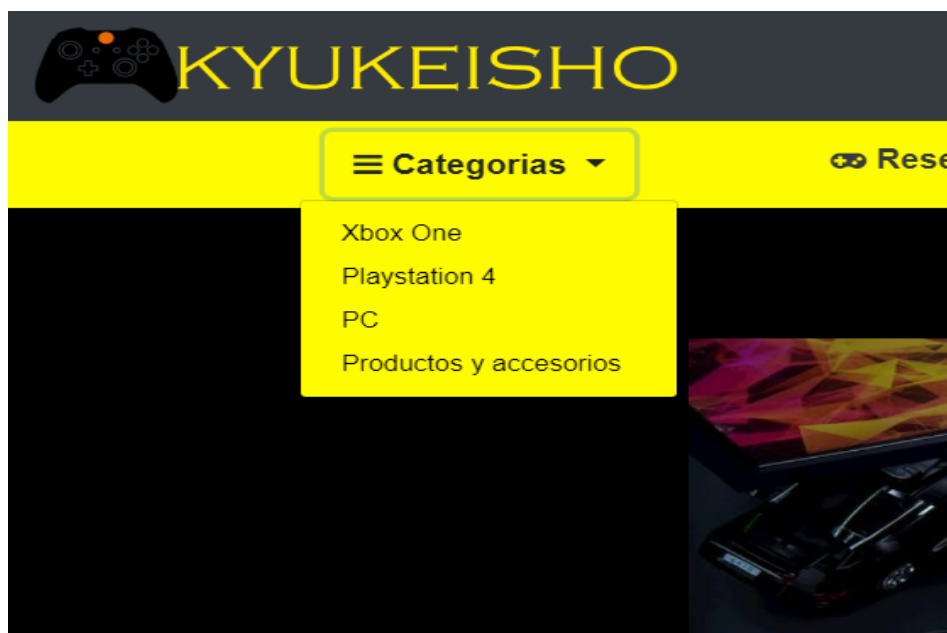 KYUKEISHO
Categorias
Xbox One
Playstation 4
PC
Productos y accesorios